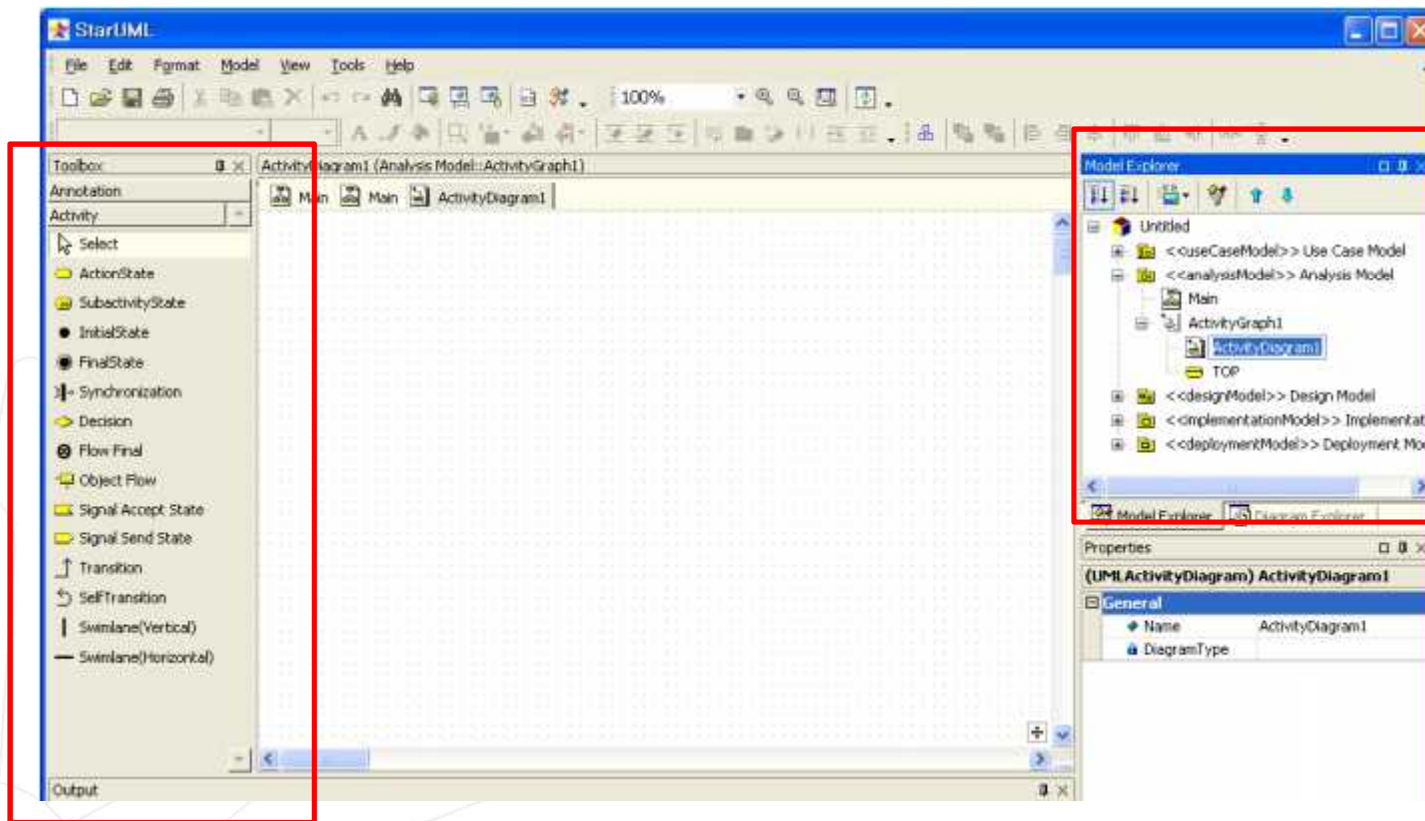 StarUML
File Edit Format Model View Tools Help
100%
Toolbox
Annotation
Activity
Select
ActionState
SubactivityState
InitialState
FinalState
Synchronization
Decision
Flow Final
Object Flow
Signal Accept State
Signal Send State
Transition
SelfTransition
Swimlane(Vertical)
Swimlane(Horizontal)
ActivityDiagram1 (Analysis Model::ActivityGraph1)
Main Main ActivityDiagram1
Output
Model Explorer
Untitled
<<useCaseModel>> Use Case Model
<<analysisModel>> Analysis Model
Main
ActivityGraph1
ActivityDiagram1
TOP
<<designModel>> Design Model
<<implementationModel>> Implementat
<<deploymentModel>> Deployment Mo
Model Explorer Diagram Explorer
Properties
(UMLActivityDiagram) ActivityDiagram1
General
Name ActivityDiagram1
DiagramType